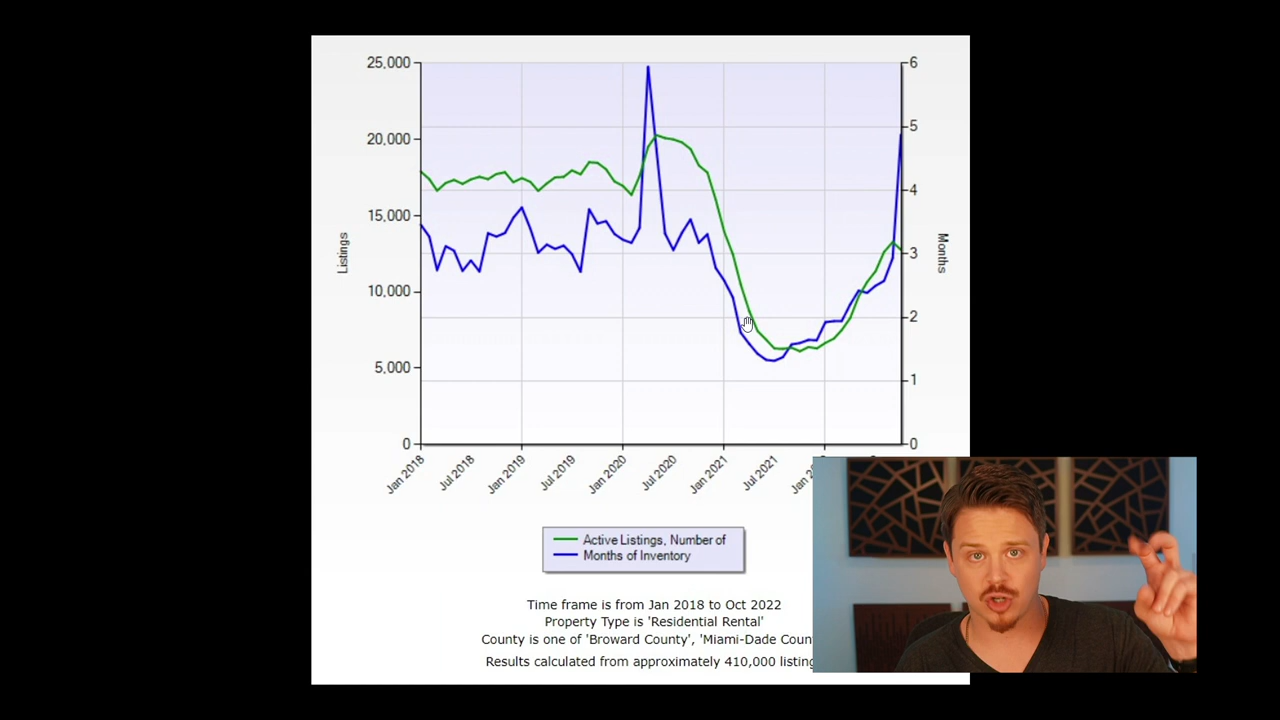 25,000
20,000
15,000
10,000
5,000
0
Listings
6
5
4
3
2
1
0
Months
Jan 2018
Jul 2018
Jan 2019
Jul 2019
Jan 2020
Jul 2020
Jan 2021
Jul 2021
Active Listings, Number of
Months of Inventory
Time frame is from Jan 2018 to Oct 2022
Property Type is 'Residential Rental'
County is one of 'Broward County', 'Miami-Dade
Results calculated from approximately 410,000